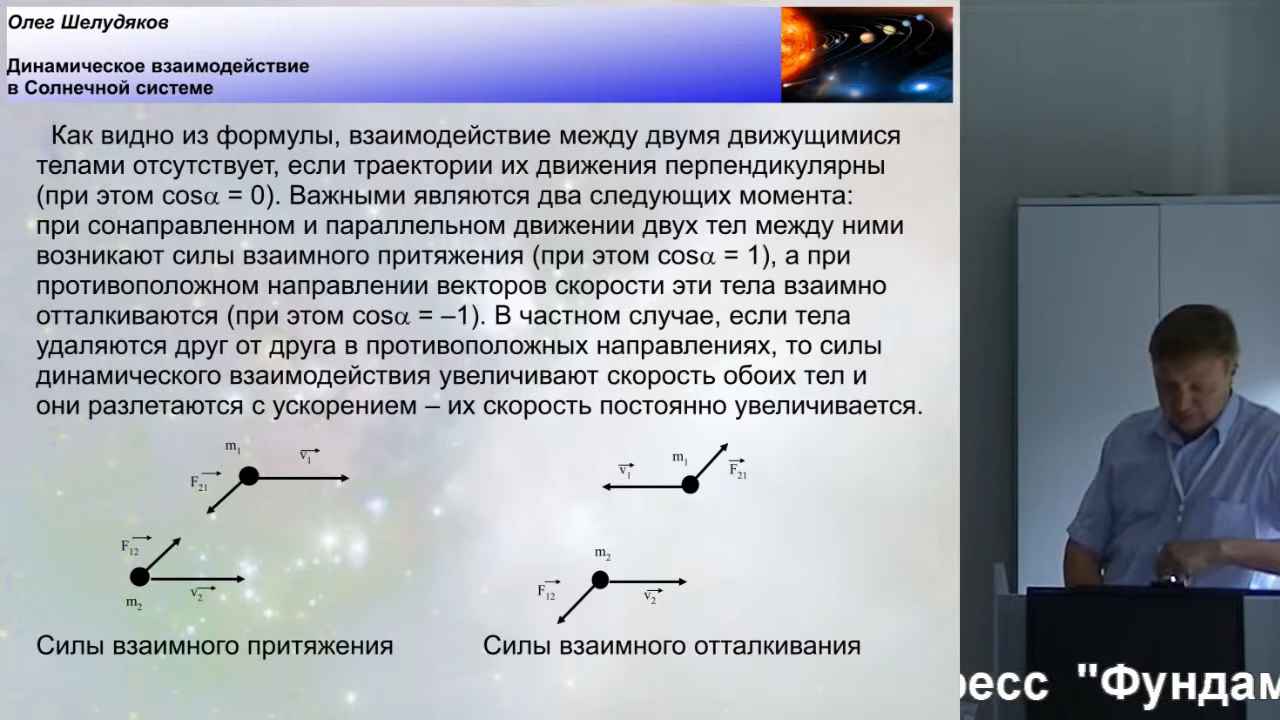 Олег Шелудяков
Динамическое взаимодействие
в Солнечной системе
Как видно из формулы, взаимодействие между двумя движущимися
телами отсутствует, если траектории их движения перпендикулярны
(при этом cosα = 0). Важными являются два следующих момента:
при сонаправленном и параллельном движении двух тел между ними
возникают силы взаимного притяжения (при этом cosα = 1), а при
противоположном направлении векторов скорости эти тела взаимно
отталкиваются (при этом cosα = –1). В частном случае, если тела
удаляются друг от друга в противоположных направлениях, то силы
динамического взаимодействия увеличивают скорость обоих тел и
они разлетаются с ускорением – их скорость постоянно увеличивается.
m₁
v₁
F₂₁
F₁₂
v₂
m₂
m₁
v₁
F₂₁
m₂
F₁₂
v₂
Силы взаимного притяжения
Силы взаимного отталкивания
ресс "Фундам